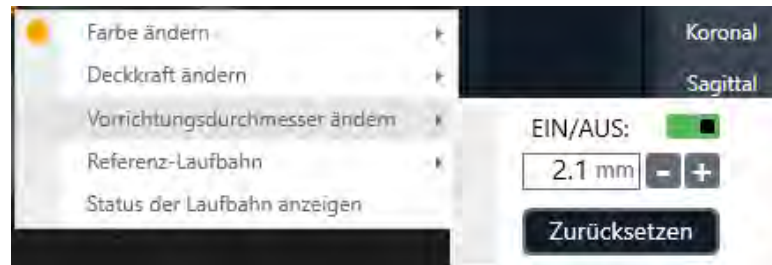 Farbe ändern
Deckkraft ändern
Vorrichtungsdurchmesser ändern
Referenz-Laufbahn
Status der Laufbahn anzeigen
Koronal
Sagittal
EIN/AUS:
2.1 mm - +
Zurücksetzen